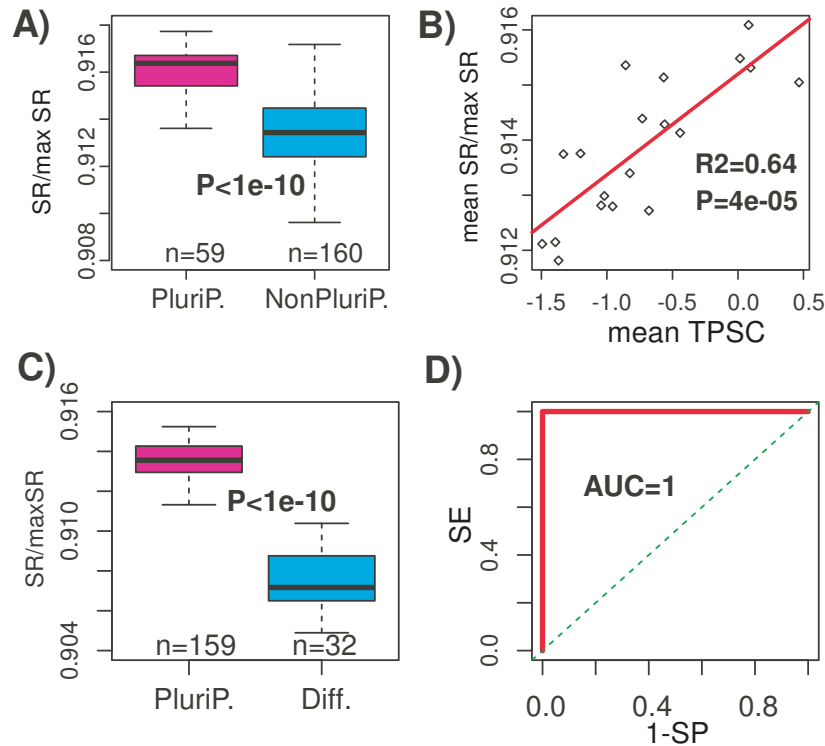 A)
SR/max SR
0.916
0.912
0.908
P<1e-10
n=59
n=160
PluriP.
NonPluriP.
B)
mean SR/max SR
0.916
0.914
0.912
R2=0.64
P=4e-05
-1.5 -1.0 -0.5 0.0 0.5
mean TPSC
C)
SR/maxSR
0.916
0.910
0.904
P<1e-10
n=159
n=32
PluriP.
Diff.
D)
SE
0.8
0.4
0.0
AUC=1
0.0 0.4 0.8
1-SP